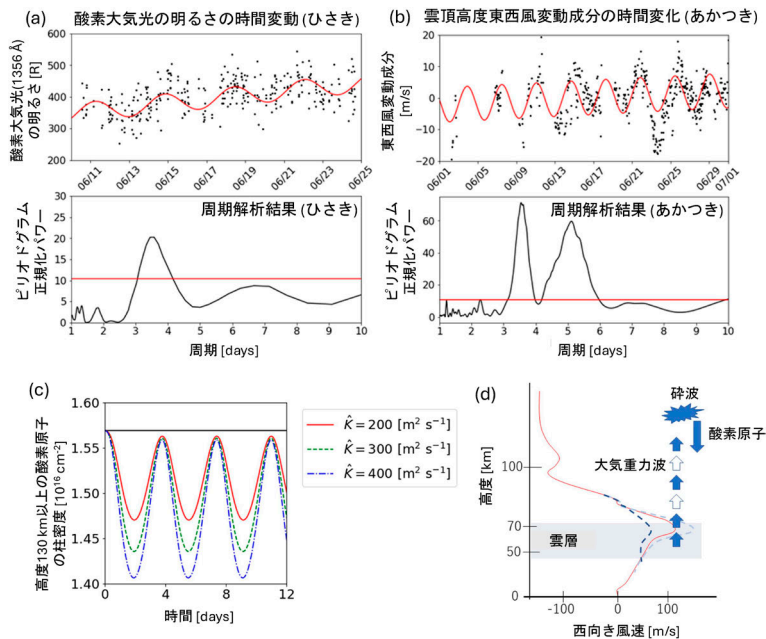 (a) 酸素大気光の明るさの時間変動 (ひさき)
酸素大気光(1356 Å)
の明るさ [R]
600
500
400
300
200
06/11 06/13 06/15 06/17 06/19 06/21 06/23 06/25
周期解析結果 (ひさき)
ピリオドグラム
正規化パワー
30
25
20
15
10
5
0
1 2 3 4 5 6 7 8 9 10
周期 [days]
(b) 雲頂高度東西風変動成分の時間変化 (あかつき)
東西風変動成分
[m/s]
20
10
0
-10
-20
06/01 06/05 06/09 06/13 06/17 06/21 06/25 06/29 07/01
周期解析結果 (あかつき)
ピリオドグラム
正規化パワー
60
40
20
0
1 2 3 4 5 6 7 8 9 10
周期 [days]
(c)
高度130 km以上の酸素原子
の柱密度 [10¹⁶ cm⁻²]
1.60
1.55
1.50
1.45
1.40
0 4 8 12
時間 [days]
K̂ = 200 [m² s⁻¹]
K̂ = 300 [m² s⁻¹]
K̂ = 400 [m² s⁻¹]
(d)
砕波
酸素原子
大気重力波
雲層
高度 [km]
100
70
50
0
-100 0 100
西向き風速 [m/s]